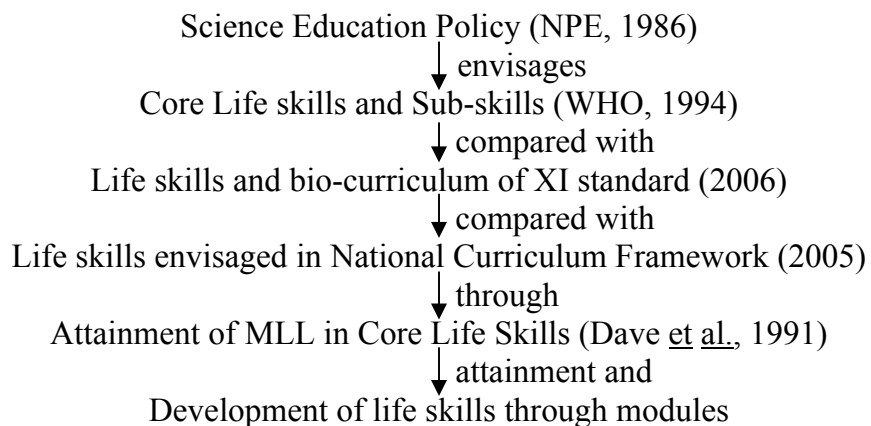 Science Education Policy (NPE, 1986)
envisages
Core Life skills and Sub-skills (WHO, 1994)
compared with
Life skills and bio-curriculum of XI standard (2006)
compared with
Life skills envisaged in National Curriculum Framework (2005)
through
Attainment of MLL in Core Life Skills (Dave et al., 1991)
attainment and
Development of life skills through modules